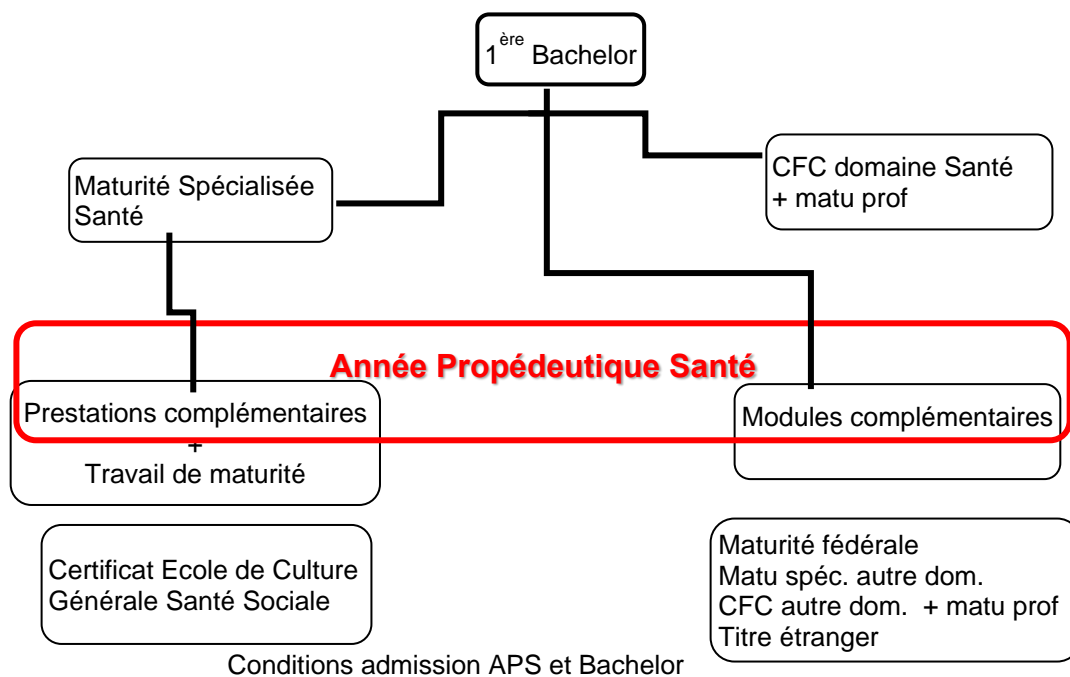 1ère Bachelor
Maturité Spécialisée
Santé
CFC domaine Santé
+ matu prof
Année Propédeutique Santé
Prestations complémentaires
+
Travail de maturité
Modules complémentaires
Certificat Ecole de Culture
Générale Santé Sociale
Maturité fédérale
Matu spéc. autre dom.
CFC autre dom. + matu prof
Titre étranger
Conditions admission APS et Bachelor